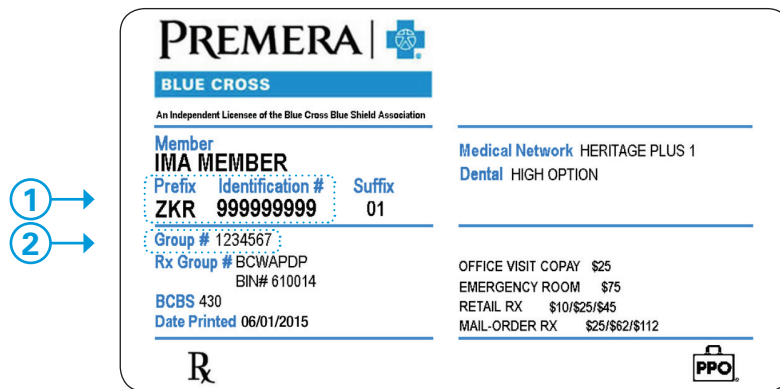 PREMERA
BLUE CROSS
An Independent Licensee of the Blue Cross Blue Shield Association
Member
IMA MEMBER
Prefix Identification # Suffix
1
ZKR 999999999 01
2
Group # 1234567
Rx Group # BCWAPDP
BIN# 610014
BCBS 430
Date Printed 06/01/2015
Rx
Medical Network HERITAGE PLUS 1
Dental HIGH OPTION
OFFICE VISIT COPAY $25
EMERGENCY ROOM $75
RETAIL RX $10/$25/$45
MAIL-ORDER RX $25/$62/$112
PPO